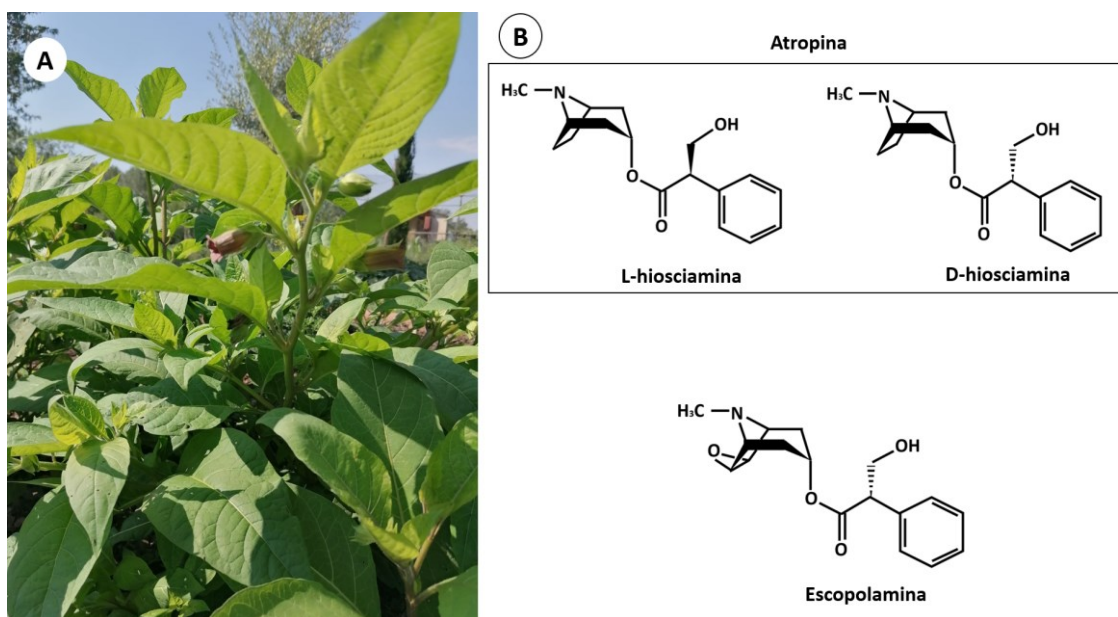 A
B
Atropina
H₃C
N
OH
O
O
L-hiosciamina
H₃C
N
OH
O
O
D-hiosciamina
H₃C
N
O
OH
O
O
Escopolamina